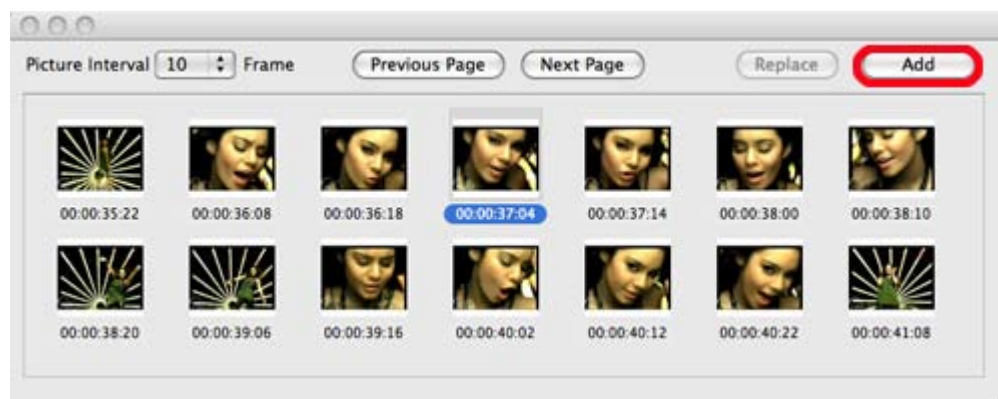 Picture Interval 10 Frame Previous Page Next Page Replace Add
00:00:35:22 00:00:36:08 00:00:36:18 00:00:37:04 00:00:37:14 00:00:38:00 00:00:38:10
00:00:38:20 00:00:39:06 00:00:39:16 00:00:40:02 00:00:40:12 00:00:40:22 00:00:41:08